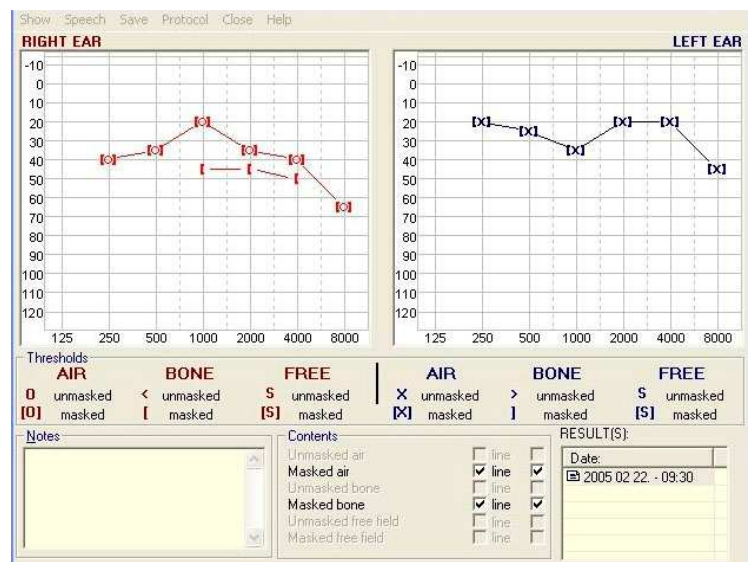 Show Speech Save Protocol Close Help
RIGHT EAR LEFT EAR
-10 -10
0 0
10 10
20 20
30 30
40 40
50 50
60 60
70 70
80 80
90 90
100 100
110 110
120 120
125 250 500 1000 2000 4000 8000 125 250 500 1000 2000 4000 8000
Thresholds
AIR BONE FREE AIR BONE FREE
O unmasked < unmasked S unmasked X unmasked > unmasked S unmasked
[O] masked [ masked [S] masked [X] masked ] masked [S] masked
Notes
Contents
Unmasked air line
Masked air line
Unmasked bone line
Masked bone line
Unmasked free field line
Masked free field line
RESULT(S):
Date:
2005 02 22. - 09:30